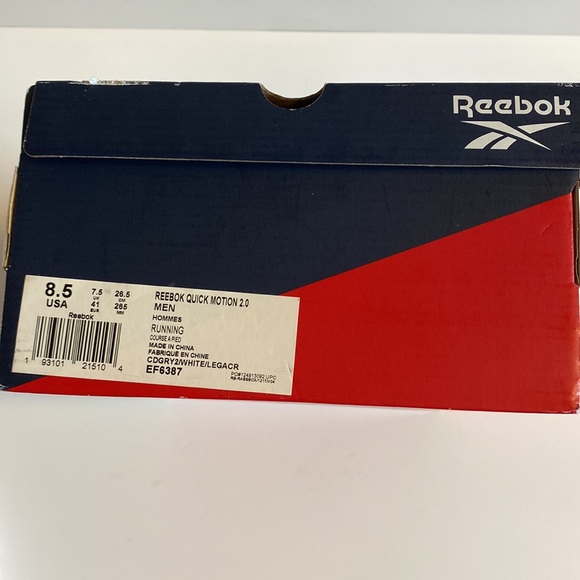 Reebok
8.5 7.5 26.5
UK CM
USA 41 265
EUR MM
Reebok
1 93101 21510 4
REEBOK QUICK MOTION 2.0
MEN
HOMMES
RUNNING
COURSE A PIED
MADE IN CHINA
FABRIQUÉ EN CHINE
CDGRY2/WHITE/LEGACR
EF6387